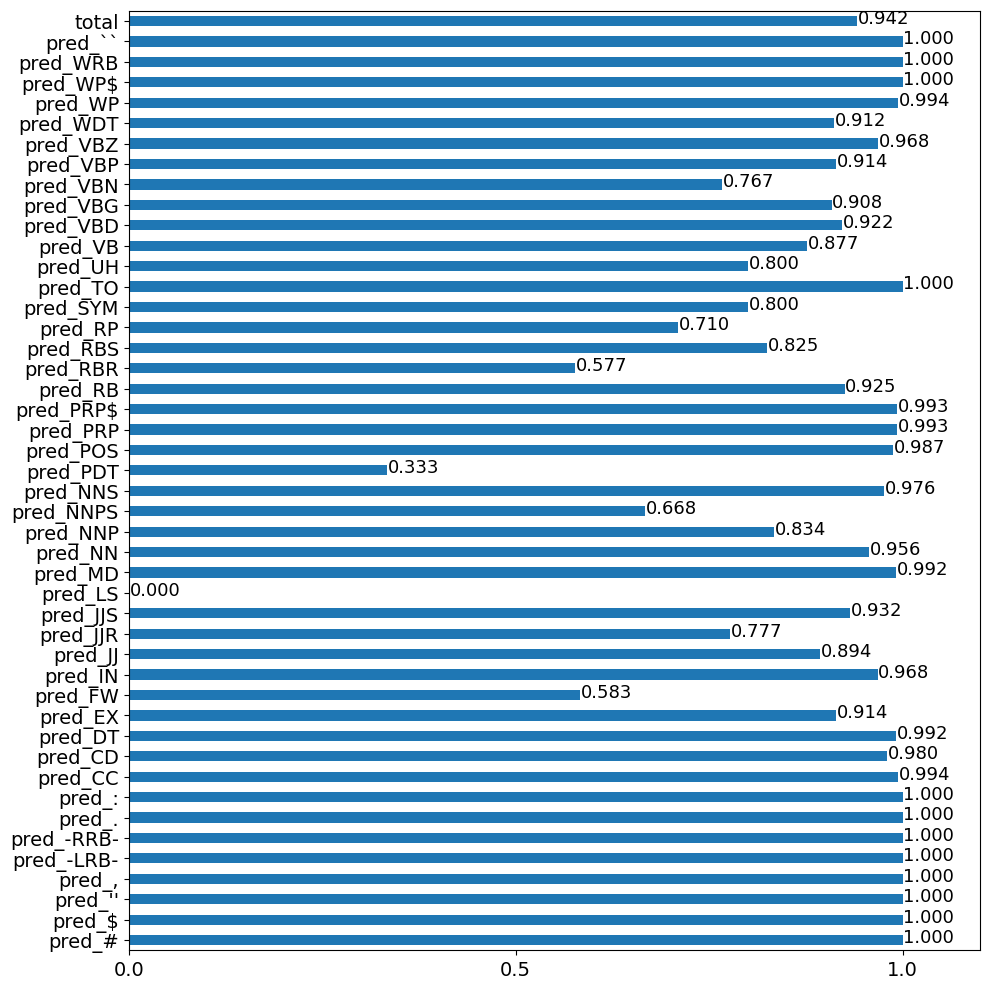 total 0.942
pred_`` 1.000
pred_WRB 1.000
pred_WP$ 1.000
pred_WP 0.994
pred_WDT 0.912
pred_VBZ 0.968
pred_VBP 0.914
pred_VBN 0.767
pred_VBG 0.908
pred_VBD 0.922
pred_VB 0.877
pred_UH 0.800
pred_TO 1.000
pred_SYM 0.800
pred_RP 0.710
pred_RBS 0.825
pred_RBR 0.577
pred_RB 0.925
pred_PRP$ 0.993
pred_PRP 0.993
pred_POS 0.987
pred_PDT 0.333
pred_NNS 0.976
pred_NNPS 0.668
pred_NNP 0.834
pred_NN 0.956
pred_MD 0.992
pred_LS 0.000
pred_JJS 0.932
pred_JJR 0.777
pred_JJ 0.894
pred_IN 0.968
pred_FW 0.583
pred_EX 0.914
pred_DT 0.992
pred_CD 0.980
pred_CC 0.994
pred_: 1.000
pred_. 1.000
pred_-RRB- 1.000
pred_-LRB- 1.000
pred_, 1.000
pred_'' 1.000
pred_$ 1.000
pred_# 1.000
0.0 0.5 1.0